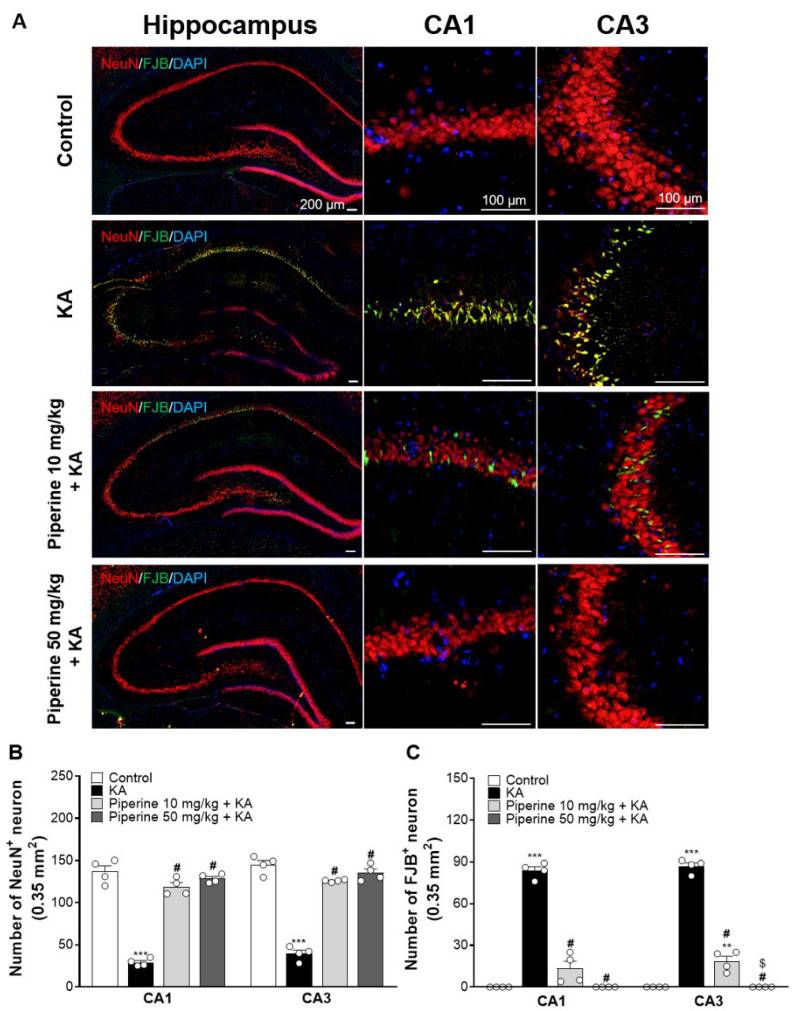 A
Hippocampus CA1 CA3
Control
NeuN/FJB/DAPI
200 μm
100 μm
100 μm
KA
NeuN/FJB/DAPI
Piperine 10 mg/kg
+ KA
NeuN/FJB/DAPI
Piperine 50 mg/kg
+ KA
NeuN/FJB/DAPI
B
Number of NeuN+ neuron
(0.35 mm²)
250
200
150
100
50
0
Control
KA
Piperine 10 mg/kg + KA
Piperine 50 mg/kg + KA
***
#
#
***
#
#
CA1 CA3
C
Number of FJB+ neuron
(0.35 mm²)
150
120
90
60
30
0
Control
KA
Piperine 10 mg/kg + KA
Piperine 50 mg/kg + KA
***
#
#
***
#
**
$
#
CA1 CA3